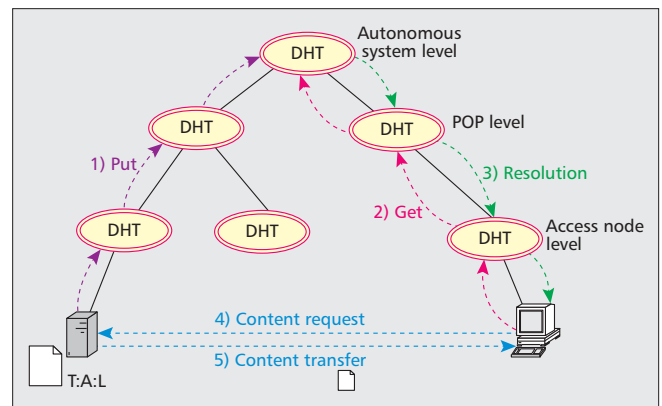 Autonomous
system level
DHT
DHT
DHT
POP level
1) Put
3) Resolution
2) Get
DHT
DHT
DHT
Access node
level
4) Content request
5) Content transfer
T:A:L